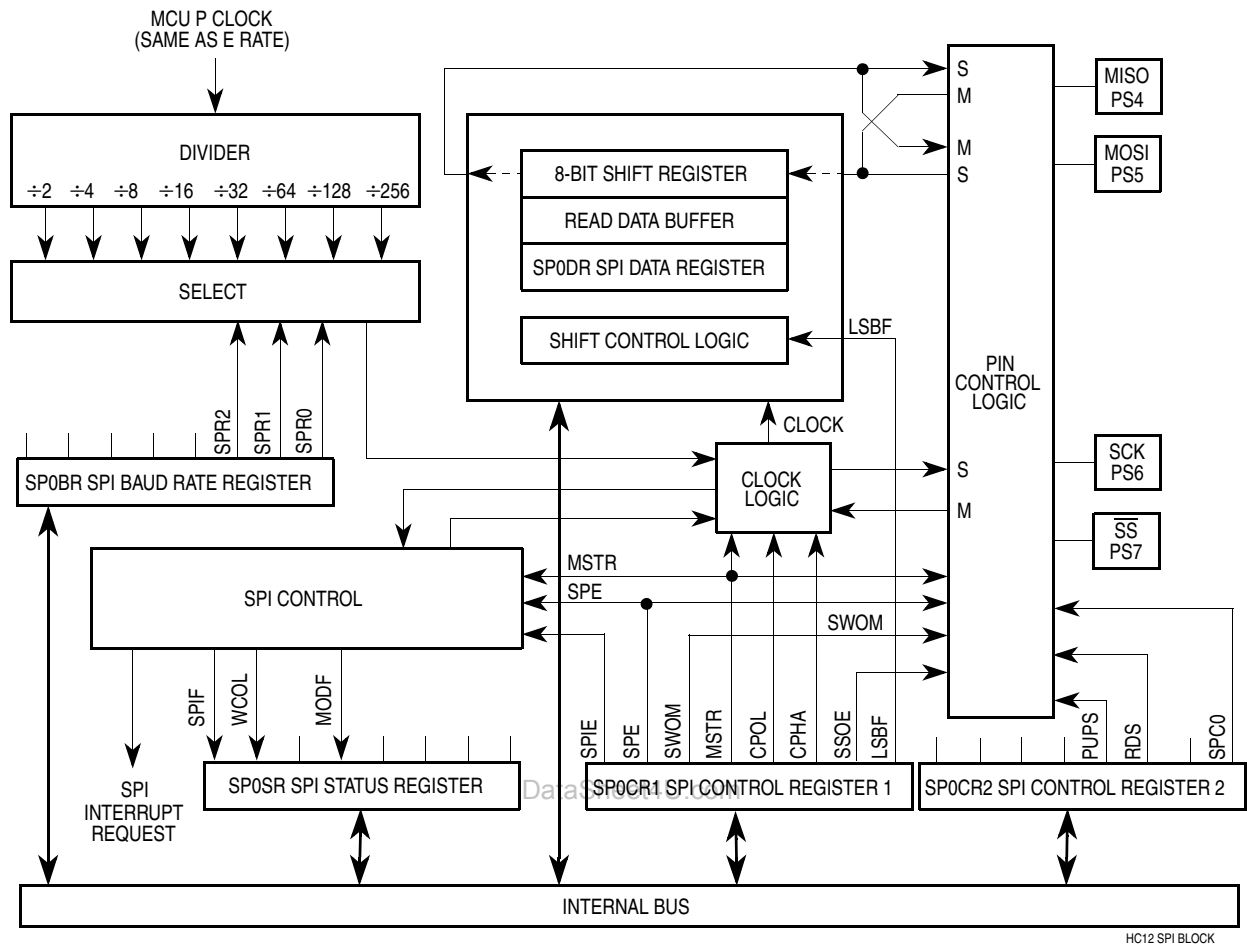 MCU P CLOCK
(SAME AS E RATE)
DIVIDER
÷2 ÷4 ÷8 ÷16 ÷32 ÷64 ÷128 ÷256
SELECT
SPR2
SPR1
SPR0
SP0BR SPI BAUD RATE REGISTER
8-BIT SHIFT REGISTER
READ DATA BUFFER
SP0DR SPI DATA REGISTER
SHIFT CONTROL LOGIC
LSBF
CLOCK
CLOCK
LOGIC
S
M
M
S
PIN
CONTROL
LOGIC
S
M
MISO
PS4
MOSI
PS5
SCK
PS6
SS
PS7
SPI CONTROL
MSTR
SPE
SWOM
SPIF
WCOL
MODF
SPI
INTERRUPT
REQUEST
SP0SR SPI STATUS REGISTER
SPIE
SPE
SWOM
MSTR
CPOL
CPHA
SSOE
LSBF
SP0CR1 SPI CONTROL REGISTER 1
DataSheet4U.com
PUPS
RDS
SPC0
SP0CR2 SPI CONTROL REGISTER 2
INTERNAL BUS
HC12 SPI BLOCK